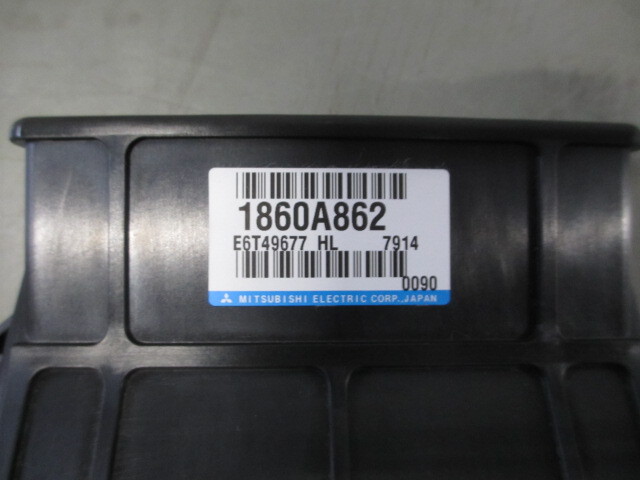 1860A862
E6T49677 HL 7914
0090
MITSUBISHI ELECTRIC CORP.,JAPAN